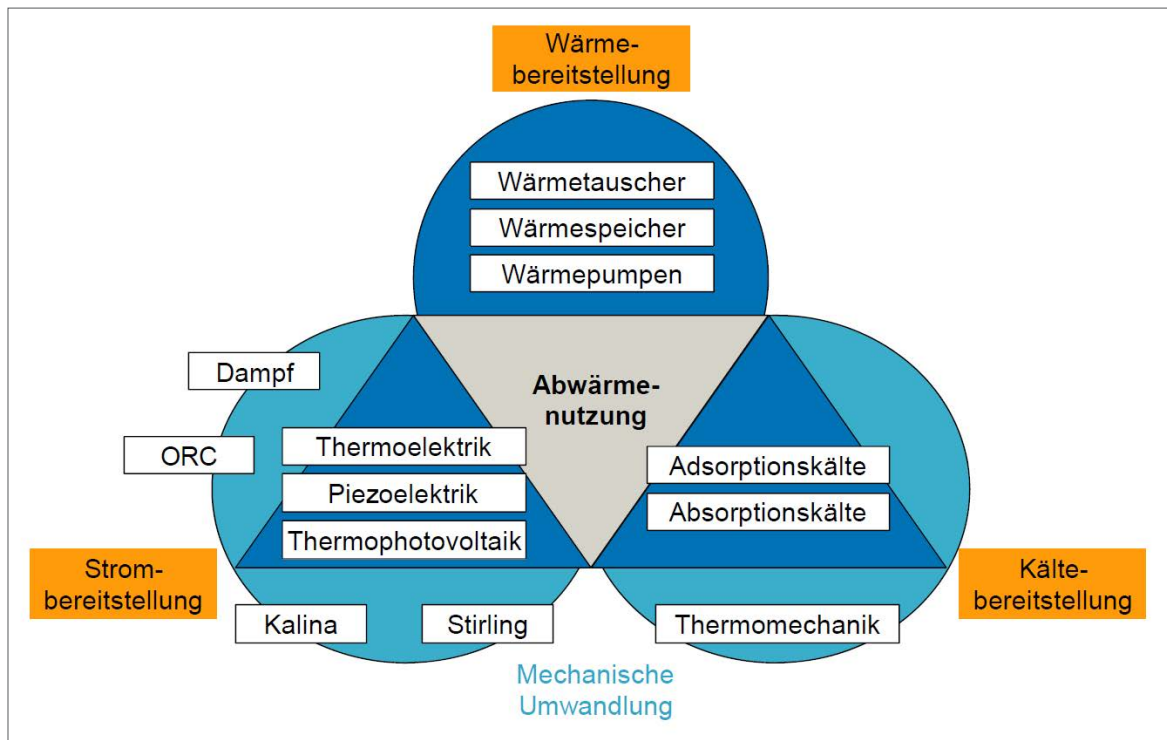 Wärme-
bereitstellung
Wärmetauscher
Wärmespeicher
Wärmepumpen
Abwärme-
nutzung
Dampf
ORC
Thermoelektrik
Piezoelektrik
Thermophotovoltaik
Adsorptionskälte
Absorptionskälte
Strom-
bereitstellung
Kälte-
bereitstellung
Kalina
Stirling
Thermomechanik
Mechanische
Umwandlung